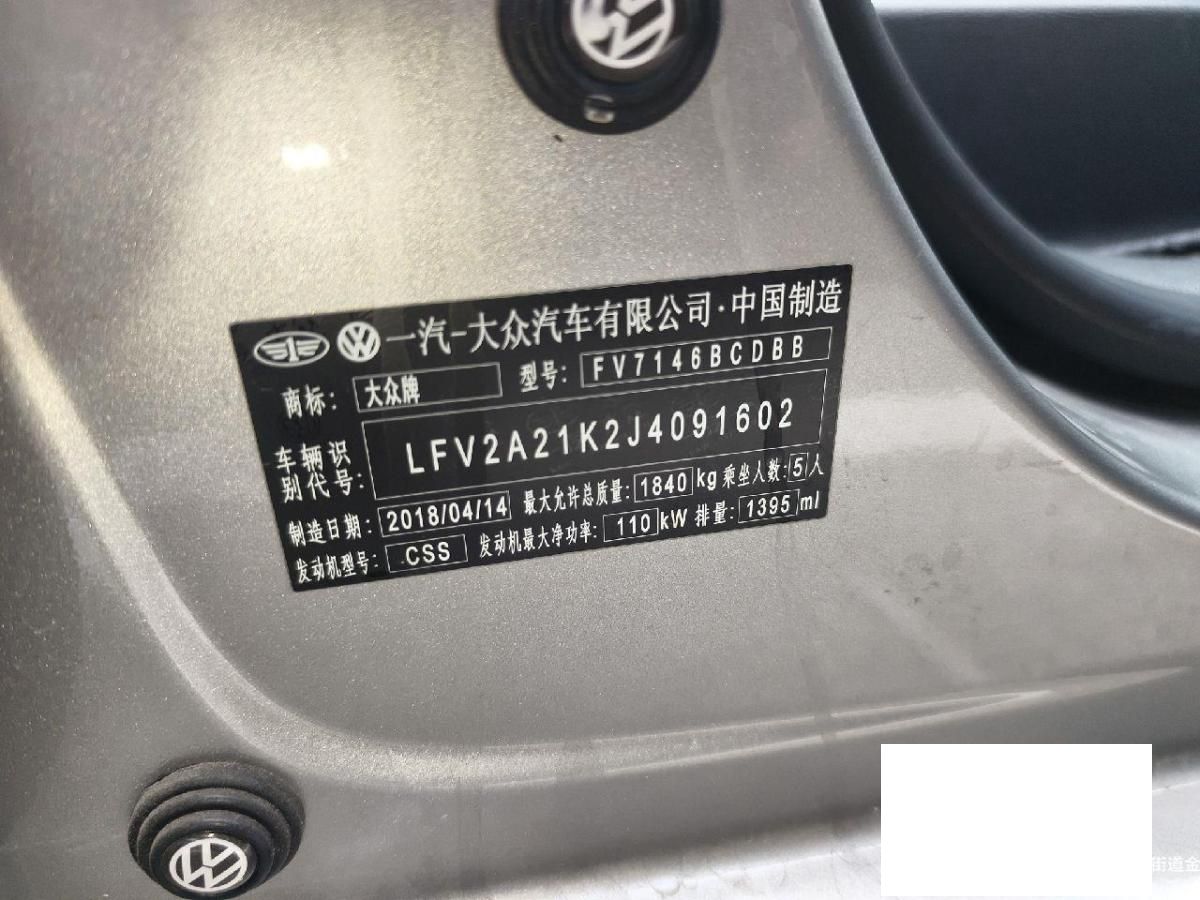 一汽-大众汽车有限公司·中国制造
商标: 大众牌 型号: FV7146BCDBB
车辆识别代号: LFV2A21K2J4091602
制造日期: 2018/04/14 最大允许总质量: 1840 kg 乘坐人数: 5 人
发动机型号: CSS 发动机最大净功率: 110 kW 排量: 1395 ml
街道金